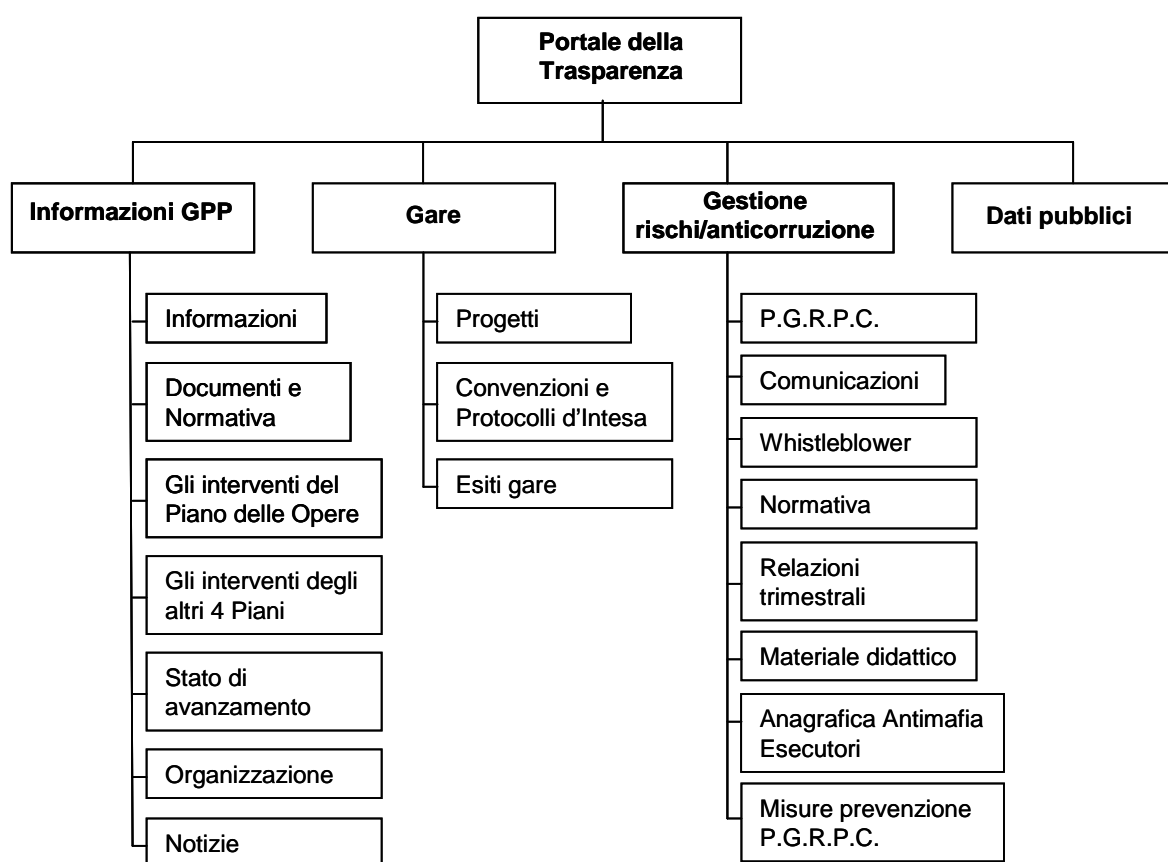 Portale della
Trasparenza
Informazioni GPP
Gare
Gestione
rischi/anticorruzione
Dati pubblici
Informazioni
Documenti e
Normativa
Gli interventi del
Piano delle Opere
Gli interventi degli
altri 4 Piani
Stato di
avanzamento
Organizzazione
Notizie
Progetti
Convenzioni e
Protocolli d'Intesa
Esiti gare
P.G.R.P.C.
Comunicazioni
Whistleblower
Normativa
Relazioni
trimestrali
Materiale didattico
Anagrafica Antimafia
Esecutori
Misure prevenzione
P.G.R.P.C.